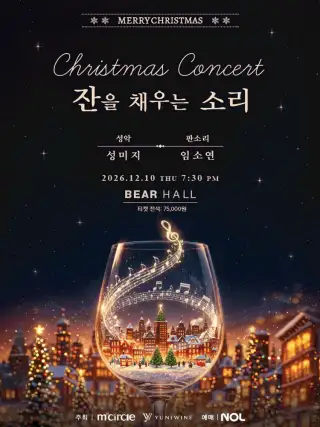 MERRYCHRISTMAS
Christmas Concert
잔을 채우는 소리
성악 판소리
성미지 임소연
2026.12.10 THU 7:30 PM
BEAR HALL
티켓 전석: 75,000원
주최 | mcircle YUNIWINE 예매 | NOL